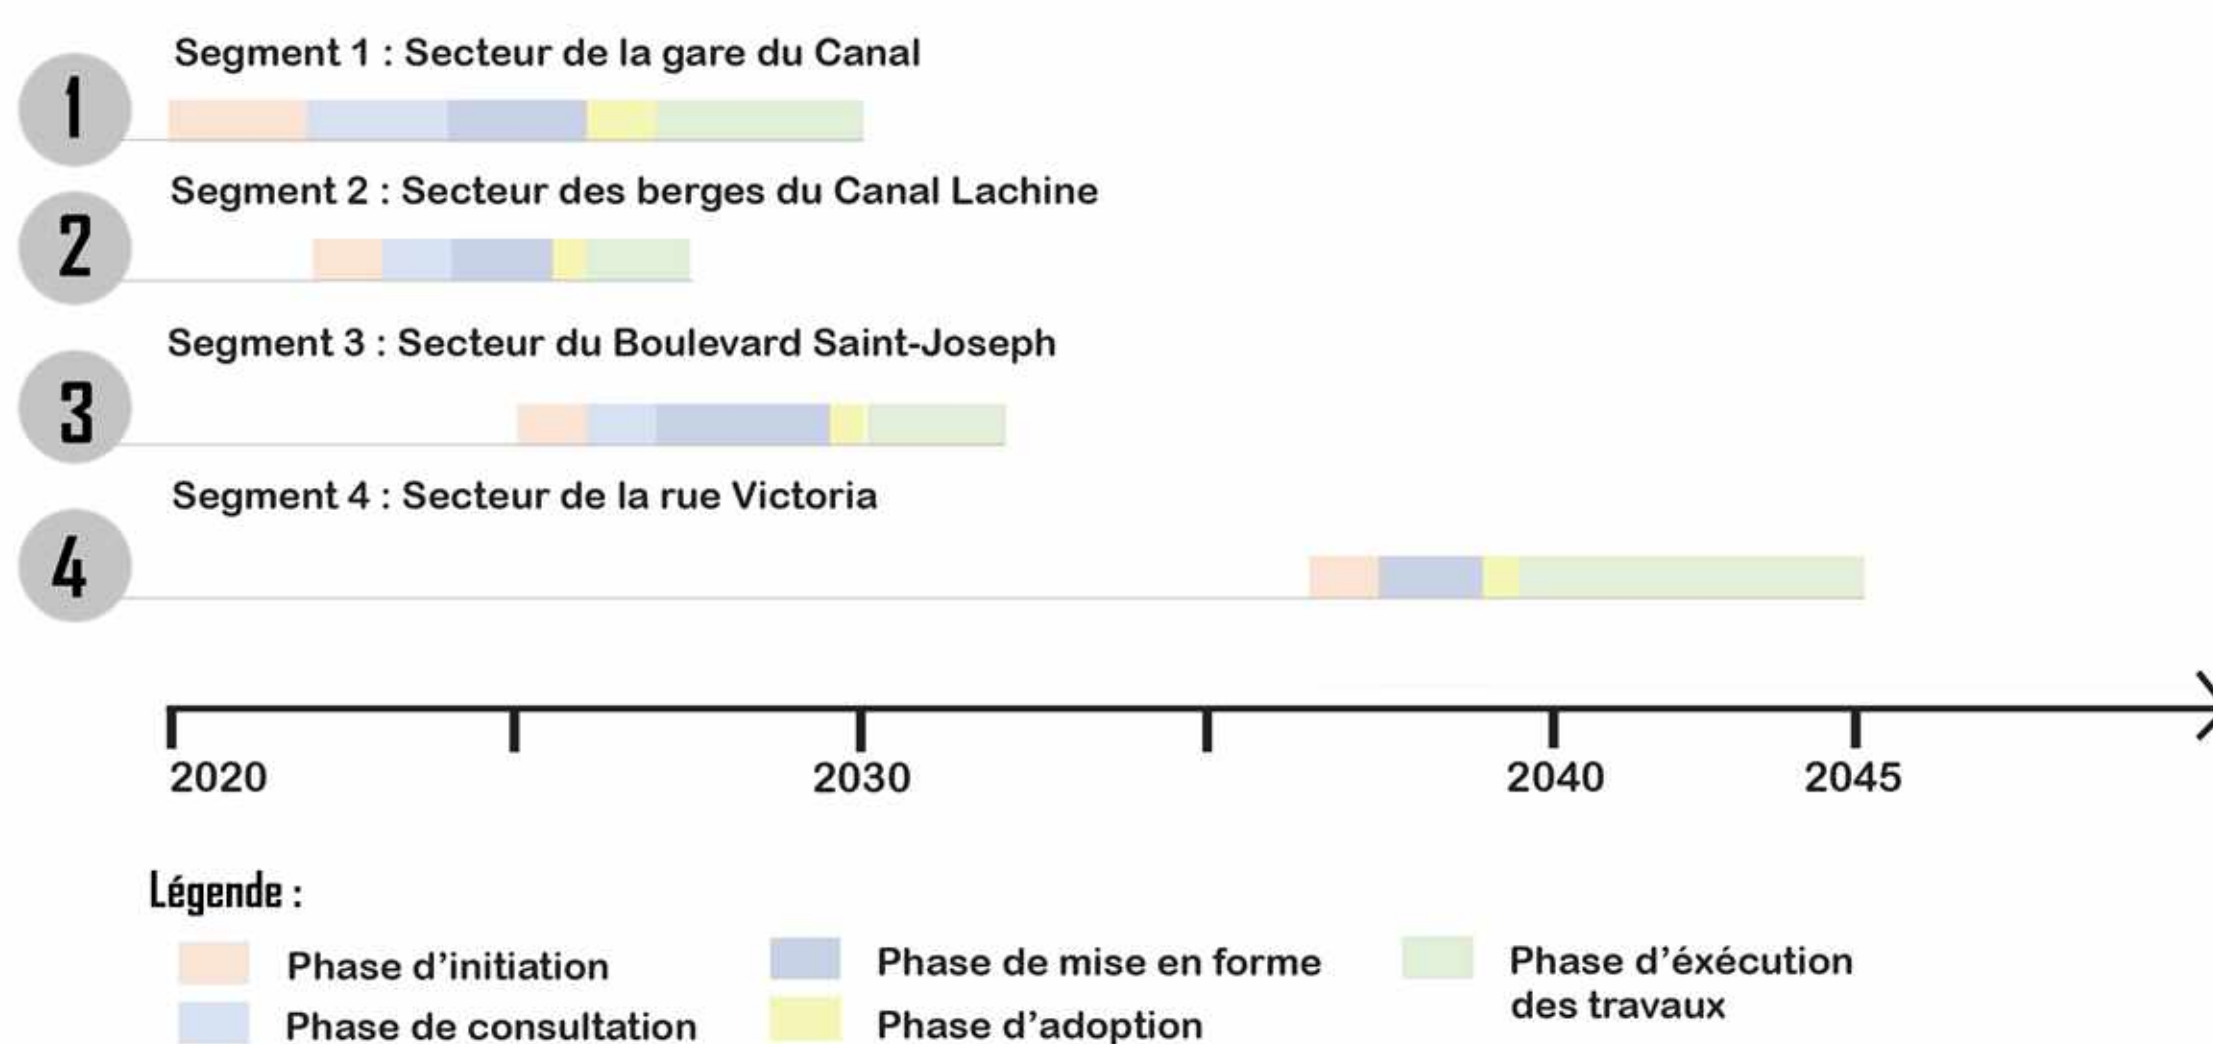 Segment 1 : Secteur de la gare du Canal
1
Segment 2 : Secteur des berges du Canal Lachine
2
Segment 3 : Secteur du Boulevard Saint-Joseph
3
Segment 4 : Secteur de la rue Victoria
4
2020 2030 2040 2045
Légende :
Phase d'initiation
Phase de consultation
Phase de mise en forme
Phase d'adoption
Phase d'éxécution
des travaux